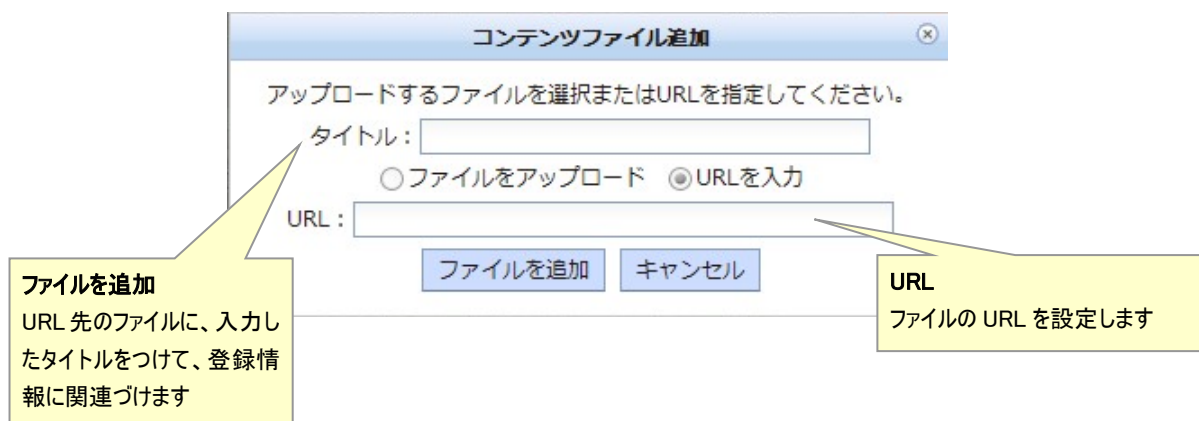 コンテンツファイル追加
アップロードするファイルを選択またはURLを指定してください。
タイトル：
ファイルをアップロード URLを入力
URL：
ファイルを追加 キャンセル
ファイルを追加
URL 先のファイルに、入力し
たタイトルをつけて、登録情
報に関連づけます
URL
ファイルの URL を設定します